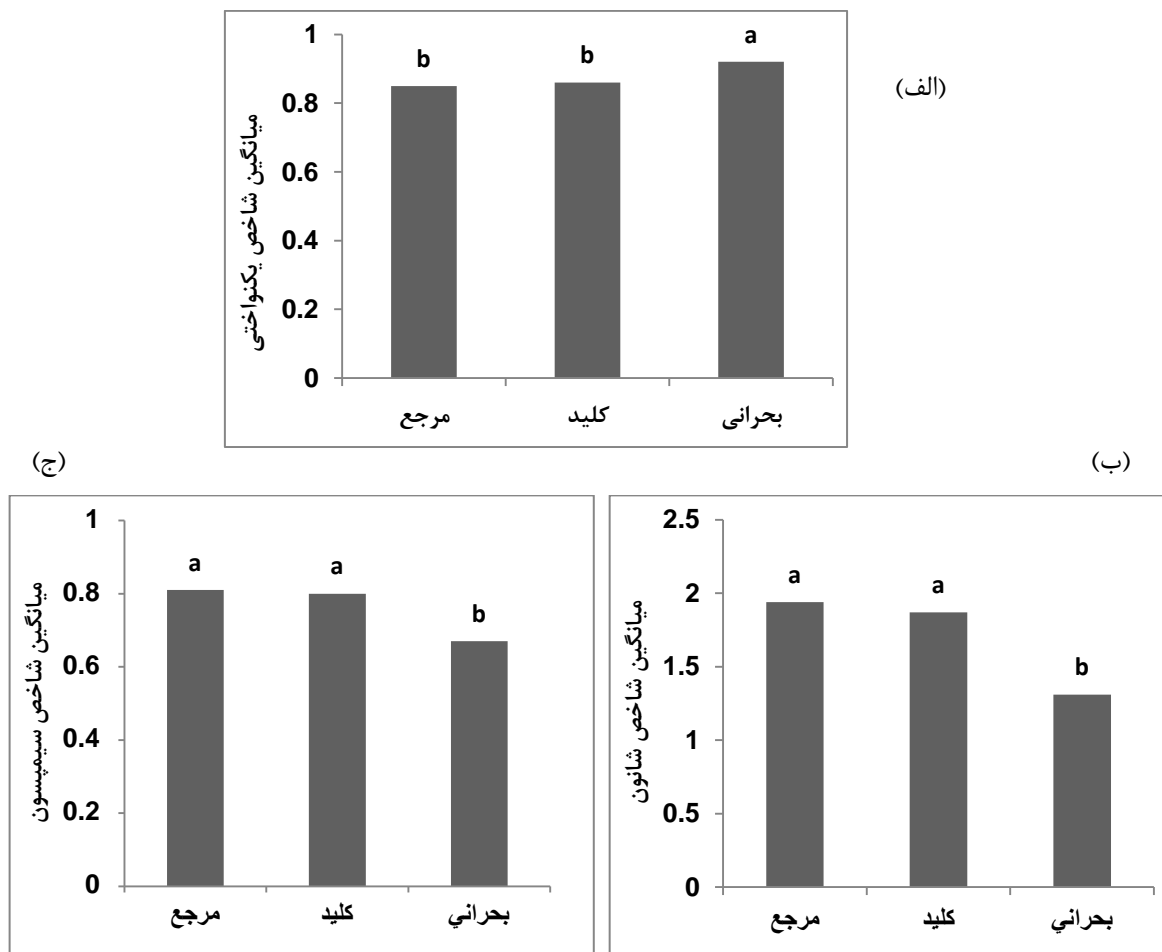 (الف)
میانگین شاخص یکنواختی
1
0.8
0.6
0.4
0.2
0
b
b
a
مرجع
کلید
بحرانی
(ج)
(ب)
میانگین شاخص سیمپسون
1
0.8
0.6
0.4
0.2
0
a
a
b
مرجع
کلید
بحراني
میانگین شاخص شانون
2.5
2
1.5
1
0.5
0
a
a
b
مرجع
کلید
بحراني